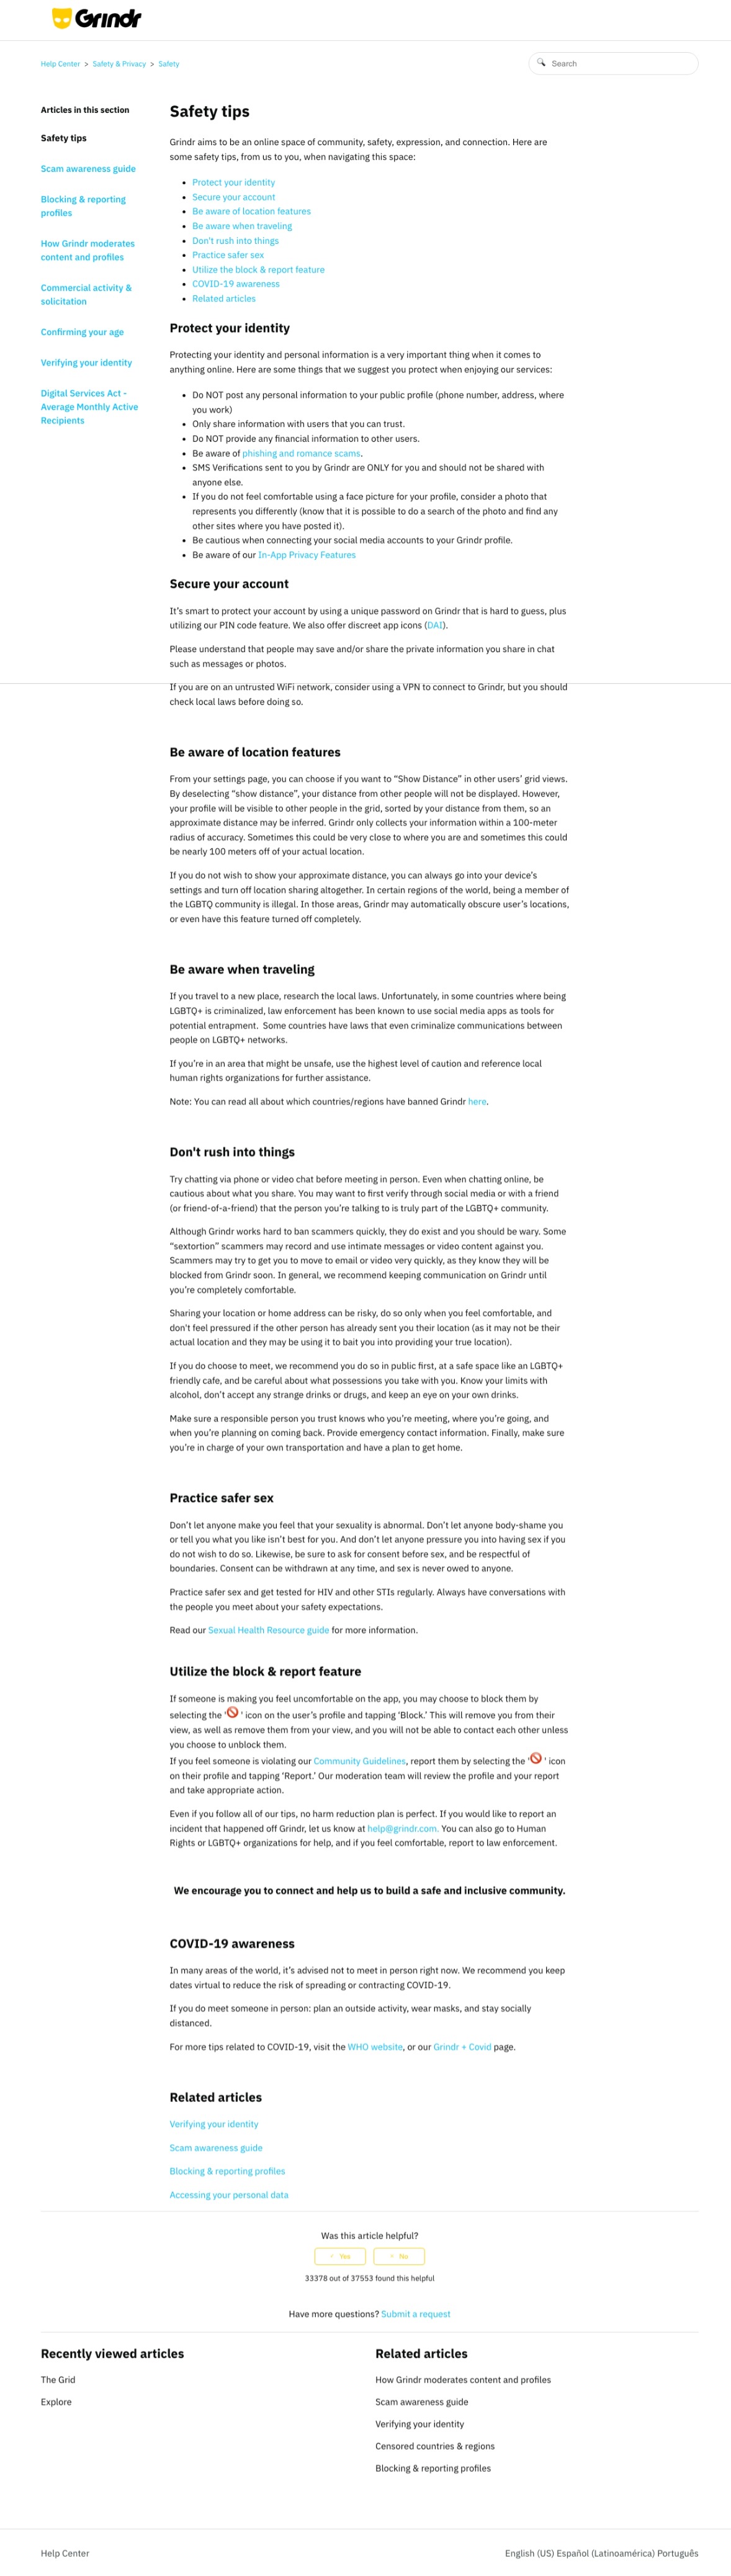 Grindr
Help Center > Safety & Privacy > Safety
Search
Articles in this section
Safety tips
Scam awareness guide
Blocking & reporting
profiles
How Grindr moderates
content and profiles
Commercial activity &
solicitation
Confirming your age
Verifying your identity
Digital Services Act -
Average Monthly Active
Recipients
Safety tips
Grindr aims to be an online space of community, safety, expression, and connection. Here are
some safety tips, from us to you, when navigating this space:
• Protect your identity
• Secure your account
• Be aware of location features
• Be aware when traveling
• Don't rush into things
• Practice safer sex
• Utilize the block & report feature
• COVID-19 awareness
• Related articles
Protect your identity
Protecting your identity and personal information is a very important thing when it comes to
anything online. Here are some things that we suggest you protect when enjoying our services:
• Do NOT post any personal information to your public profile (phone number, address, where
you work)
• Only share information with users that you can trust.
• Do NOT provide any financial information to other users.
• Be aware of phishing and romance scams.
• SMS Verifications sent to you by Grindr are ONLY for you and should not be shared with
anyone else.
• If you do not feel comfortable using a face picture for your profile, consider a photo that
represents you differently (know that it is possible to do a search of the photo and find any
other sites where you have posted it).
• Be cautious when connecting your social media accounts to your Grindr profile.
• Be aware of our In-App Privacy Features
Secure your account
It's smart to protect your account by using a unique password on Grindr that is hard to guess, plus
utilizing our PIN code feature. We also offer discreet app icons (DAI).
Please understand that people may save and/or share the private information you share in chat
such as messages or photos.
If you are on an untrusted WiFi network, consider using a VPN to connect to Grindr, but you should
check local laws before doing so.
Be aware of location features
From your settings page, you can choose if you want to “Show Distance” in other users’ grid views.
By deselecting “show distance”, your distance from other people will not be displayed. However,
your profile will be visible to other people in the grid, sorted by your distance from them, so an
approximate distance may be inferred. Grindr only collects your information within a 100-meter
radius of accuracy. Sometimes this could be very close to where you are and sometimes this could
be nearly 100 meters off of your actual location.
If you do not wish to show your approximate distance, you can always go into your device’s
settings and turn off location sharing altogether. In certain regions of the world, being a member of
the LGBTQ community is illegal. In those areas, Grindr may automatically obscure user’s locations,
or even have this feature turned off completely.
Be aware when traveling
If you travel to a new place, research the local laws. Unfortunately, in some countries where being
LGBTQ+ is criminalized, law enforcement has been known to use social media apps as tools for
potential entrapment. Some countries have laws that even criminalize communications between
people on LGBTQ+ networks.
If you’re in an area that might be unsafe, use the highest level of caution and reference local
human rights organizations for further assistance.
Note: You can read all about which countries/regions have banned Grindr here.
Don't rush into things
Try chatting via phone or video chat before meeting in person. Even when chatting online, be
cautious about what you share. You may want to first verify through social media or with a friend
(or friend-of-a-friend) that the person you’re talking to is truly part of the LGBTQ+ community.
Although Grindr works hard to ban scammers quickly, they do exist and you should be wary. Some
“sextortion” scammers may record and use intimate messages or video content against you.
Scammers may try to get you to move to email or video very quickly, as they know they will be
blocked from Grindr soon. In general, we recommend keeping communication on Grindr until
you’re completely comfortable.
Sharing your location or home address can be risky, do so only when you feel comfortable, and
don't feel pressured if the other person has already sent you their location (as it may not be their
actual location and they may be using it to bait you into providing your true location).
If you do choose to meet, we recommend you do so in public first, at a safe space like an LGBTQ+
friendly cafe, and be careful about what possessions you take with you. Know your limits with
alcohol, don’t accept any strange drinks or drugs, and keep an eye on your own drinks.
Make sure a responsible person you trust knows who you’re meeting, where you’re going, and
when you’re planning on coming back. Provide emergency contact information. Finally, make sure
you’re in charge of your own transportation and have a plan to get home.
Practice safer sex
Don’t let anyone make you feel that your sexuality is abnormal. Don’t let anyone body-shame you
or tell you what you like isn’t best for you. And don’t let anyone pressure you into having sex if you
do not wish to do so. Likewise, be sure to ask for consent before sex, and be respectful of
boundaries. Consent can be withdrawn at any time, and sex is never owed to anyone.
Practice safer sex and get tested for HIV and other STIs regularly. Always have conversations with
the people you meet about your safety expectations.
Read our Sexual Health Resource guide for more information.
Utilize the block & report feature
If someone is making you feel uncomfortable on the app, you may choose to block them by
selecting the ‘🚫 ’ icon on the user’s profile and tapping ‘Block.’ This will remove you from their
view, as well as remove them from your view, and you will not be able to contact each other unless
you choose to unblock them.
If you feel someone is violating our Community Guidelines, report them by selecting the ‘🚫 ’ icon
on their profile and tapping ‘Report.’ Our moderation team will review the profile and your report
and take appropriate action.
Even if you follow all of our tips, no harm reduction plan is perfect. If you would like to report an
incident that happened off Grindr, let us know at help@grindr.com. You can also go to Human
Rights or LGBTQ+ organizations for help, and if you feel comfortable, report to law enforcement.
We encourage you to connect and help us to build a safe and inclusive community.
COVID-19 awareness
In many areas of the world, it’s advised not to meet in person right now. We recommend you keep
dates virtual to reduce the risk of spreading or contracting COVID-19.
If you do meet someone in person: plan an outside activity, wear masks, and stay socially
distanced.
For more tips related to COVID-19, visit the WHO website, or our Grindr + Covid page.
Related articles
Verifying your identity
Scam awareness guide
Blocking & reporting profiles
Accessing your personal data
Was this article helpful?
Yes No
33378 out of 37553 found this helpful
Have more questions? Submit a request
Recently viewed articles
The Grid
Explore
Related articles
How Grindr moderates content and profiles
Scam awareness guide
Verifying your identity
Censored countries & regions
Blocking & reporting profiles
Help Center
English (US) Español (Latinoamérica) Português